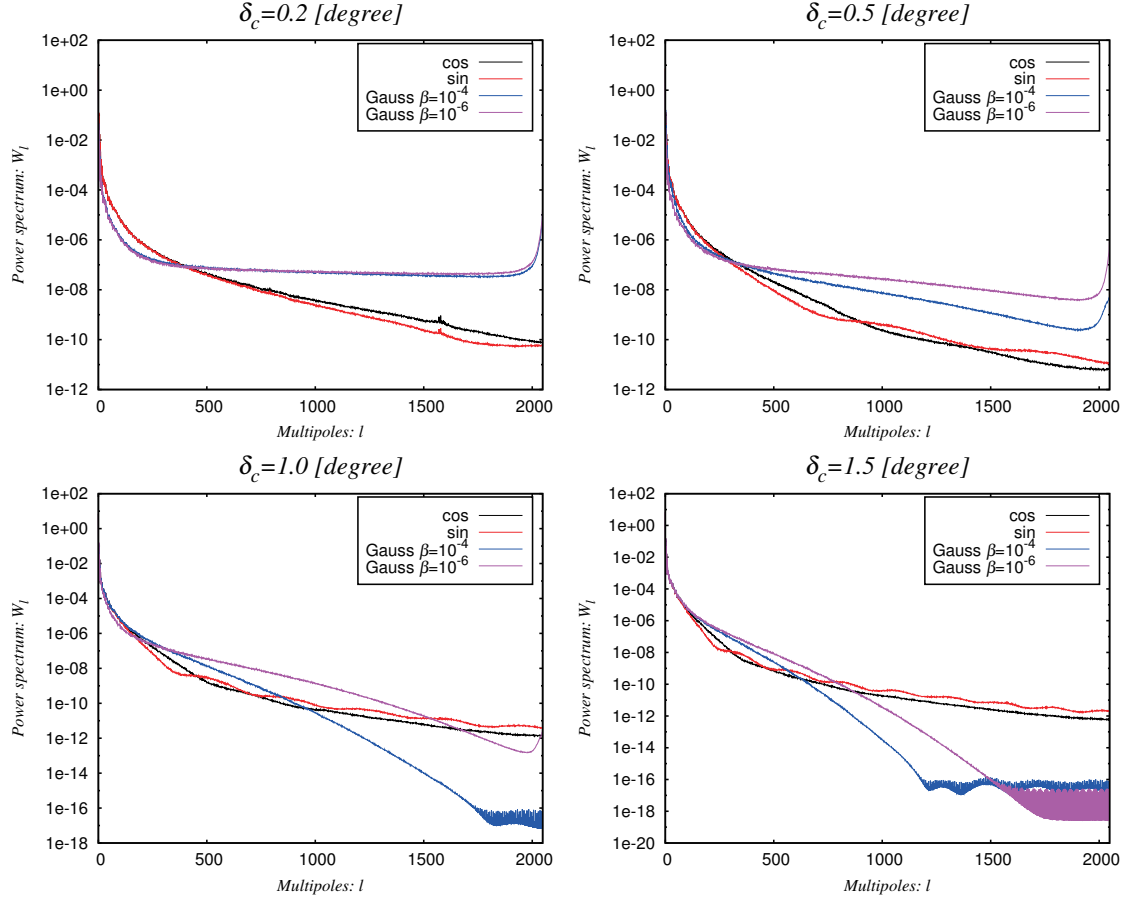 δc=0.2 [degree]
Power spectrum: Wl
1e+02
1e+00
1e-02
1e-04
1e-06
1e-08
1e-10
1e-12
cos
sin
Gauss β=10-4
Gauss β=10-6
0 500 1000 1500 2000
Multipoles: l
δc=0.5 [degree]
Power spectrum: Wl
1e+02
1e+00
1e-02
1e-04
1e-06
1e-08
1e-10
1e-12
cos
sin
Gauss β=10-4
Gauss β=10-6
0 500 1000 1500 2000
Multipoles: l
δc=1.0 [degree]
Power spectrum: Wl
1e+02
1e+00
1e-02
1e-04
1e-06
1e-08
1e-10
1e-12
1e-14
1e-16
1e-18
cos
sin
Gauss β=10-4
Gauss β=10-6
0 500 1000 1500 2000
Multipoles: l
δc=1.5 [degree]
Power spectrum: Wl
1e+02
1e+00
1e-02
1e-04
1e-06
1e-08
1e-10
1e-12
1e-14
1e-16
1e-18
1e-20
cos
sin
Gauss β=10-4
Gauss β=10-6
0 500 1000 1500 2000
Multipoles: l